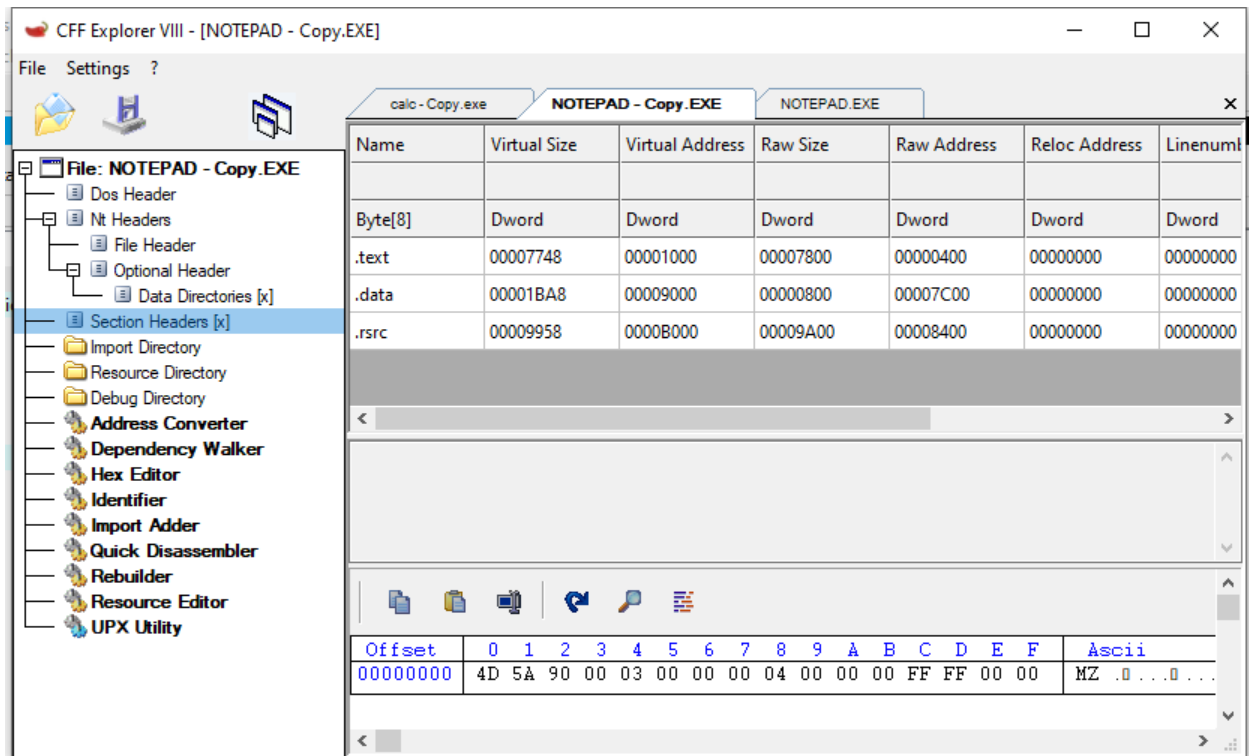 CFF Explorer VIII - [NOTEPAD - Copy.EXE]
File Settings ?
calc - Copy.exe NOTEPAD - Copy.EXE NOTEPAD.EXE
File: NOTEPAD - Copy.EXE
Dos Header
Nt Headers
File Header
Optional Header
Data Directories [x]
Section Headers [x]
Import Directory
Resource Directory
Debug Directory
Address Converter
Dependency Walker
Hex Editor
Identifier
Import Adder
Quick Disassembler
Rebuilder
Resource Editor
UPX Utility
Name Virtual Size Virtual Address Raw Size Raw Address Reloc Address
Byte[8] Dword Dword Dword Dword Dword Dword
.text 00007748 00001000 00007800 00000400 00000000 00000000
.data 00001BA8 00009000 00000800 00007C00 00000000 00000000
.rsrc 00009958 0000B000 00009A00 00008400 00000000 00000000
Offset 0 1 2 3 4 5 6 7 8 9 A B C D E F Ascii
00000000 4D 5A 90 00 03 00 00 00 04 00 00 00 FF FF 00 00 MZ .▯...▯...